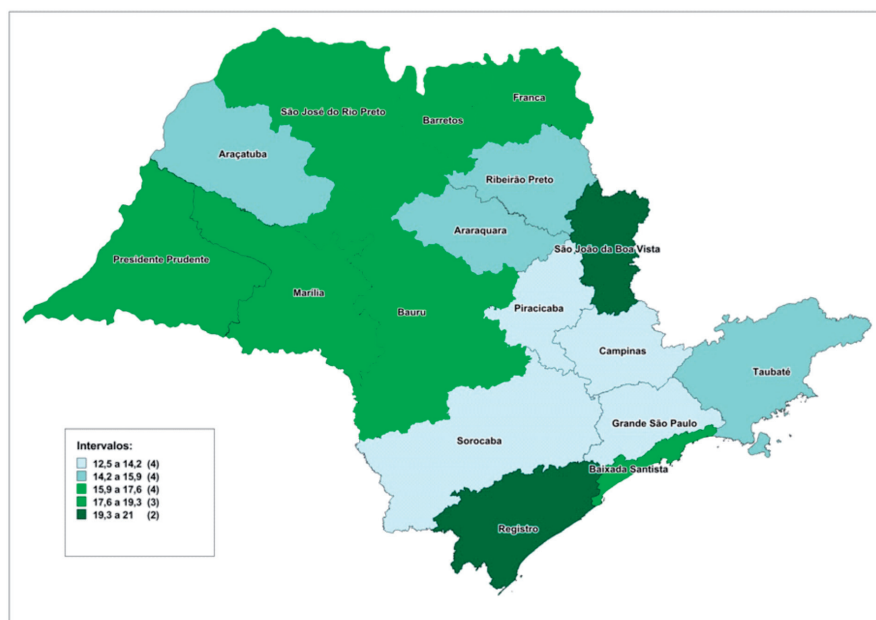 Franca
São José do Rio Preto
Barretos
Araçatuba
Ribeirão Preto
Araraquara
São João da Boa Vista
Presidente Prudente
Marília
Bauru
Piracicaba
Campinas
Taubaté
Grande São Paulo
Sorocaba
Baixada Santista
Registro
Intervalos:
12,5 a 14,2 (4)
14,2 a 15,9 (4)
15,9 a 17,6 (4)
17,6 a 19,3 (3)
19,3 a 21 (2)